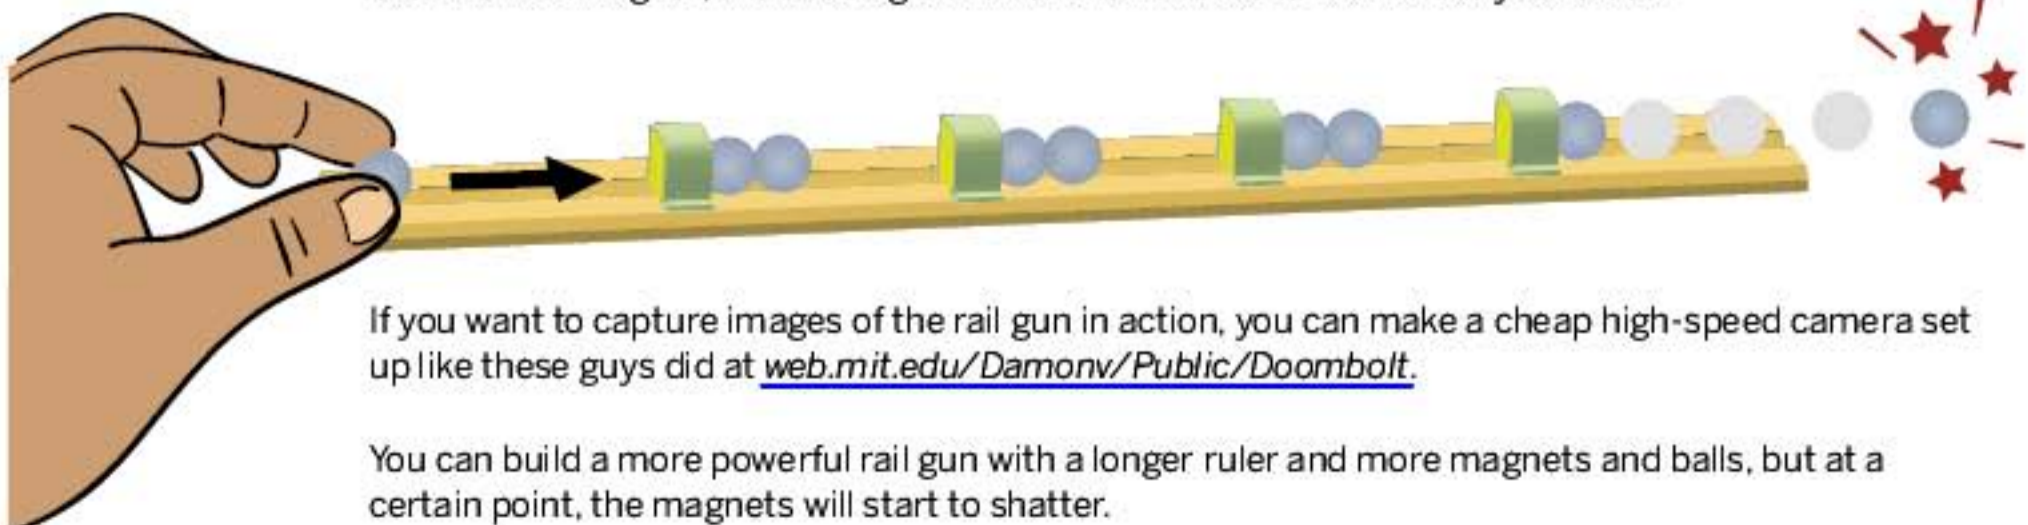 If you want to capture images of the rail gun in action, you can make a cheap high-speed camera set
up like these guys did at web.mit.edu/Damonv/Public/Doombolt.
You can build a more powerful rail gun with a longer ruler and more magnets and balls, but at a
certain point, the magnets will start to shatter.